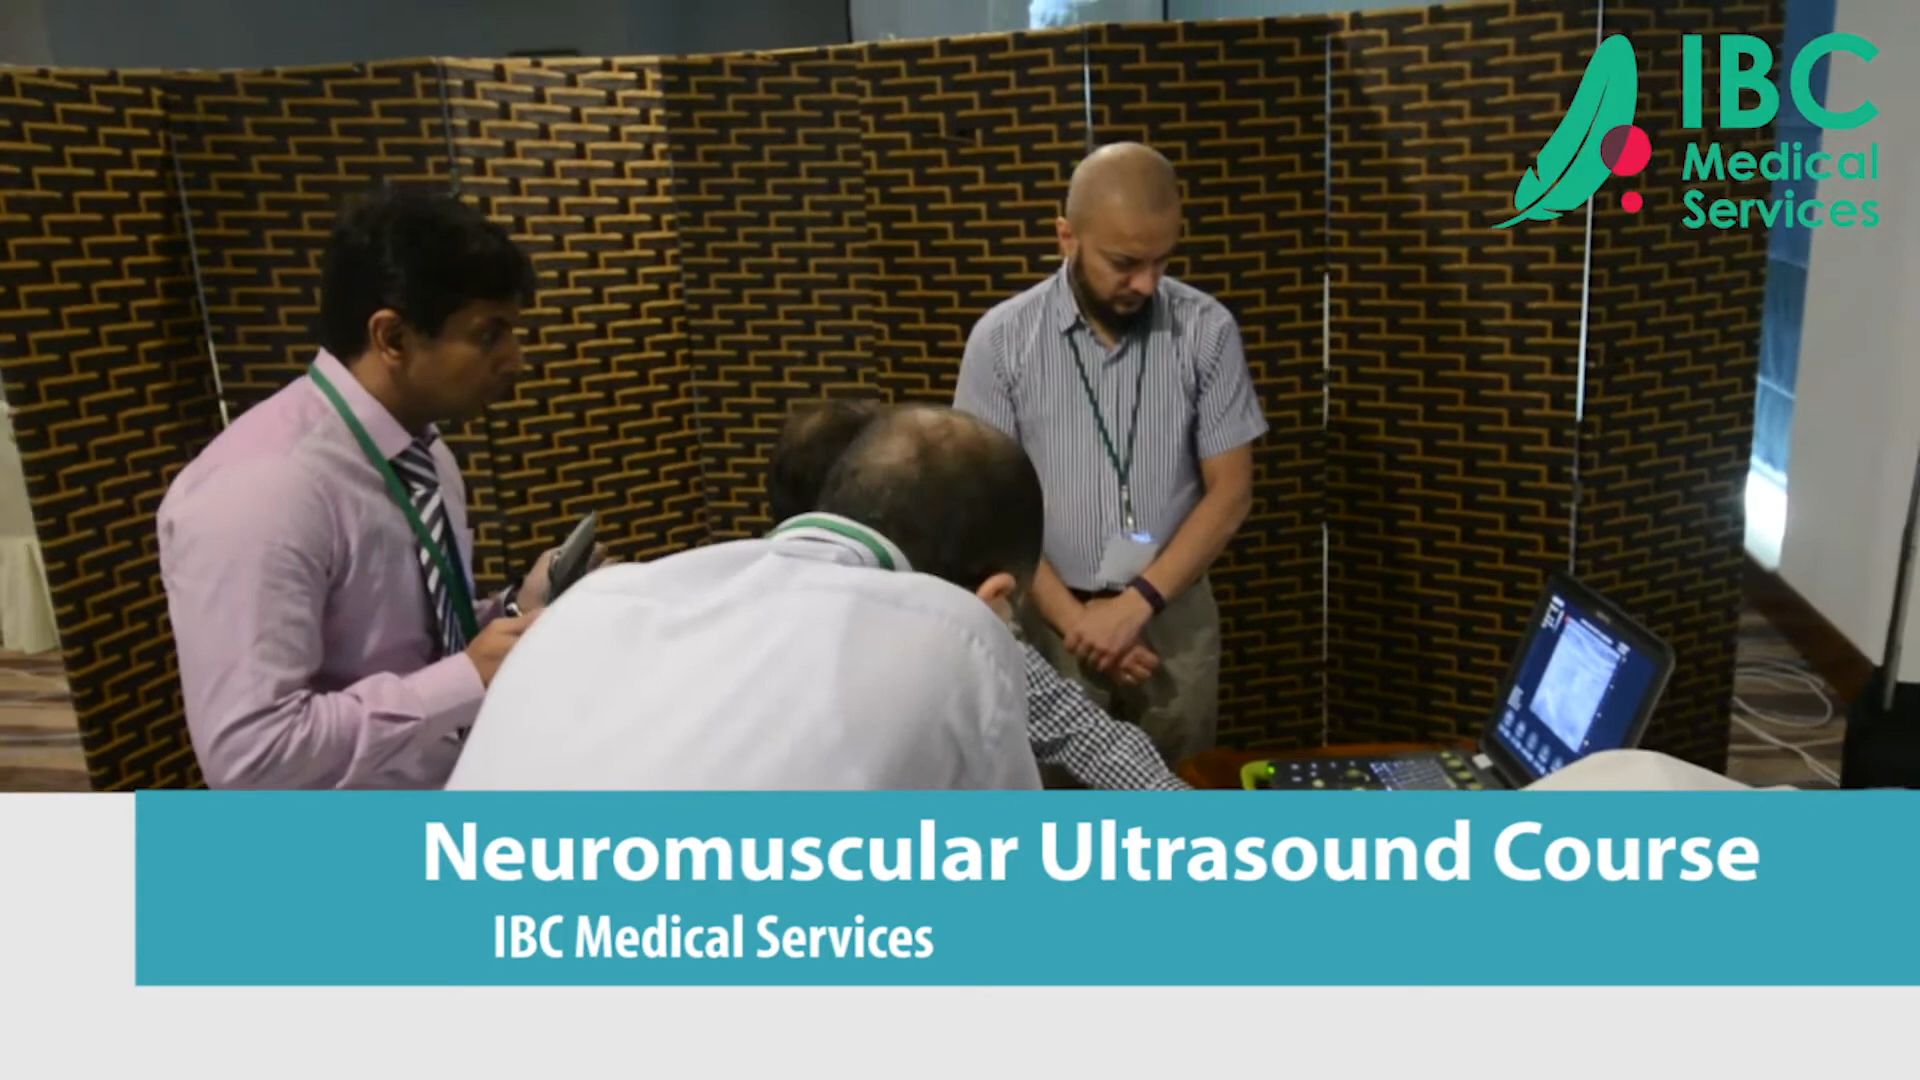 IBC
Medical
Services
Neuromuscular Ultrasound Course
IBC Medical Services